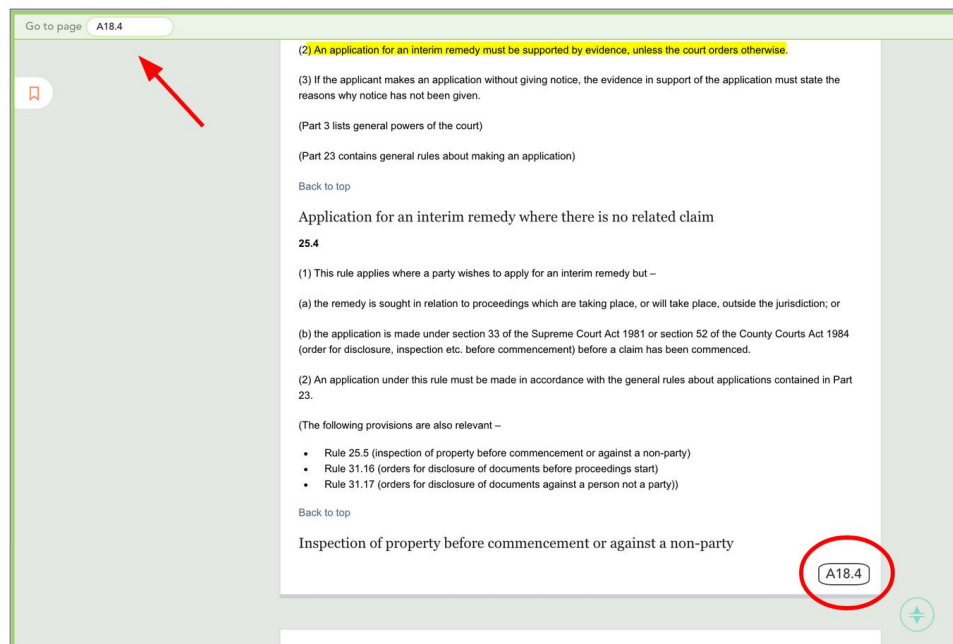 Go to page A18.4
(2) An application for an interim remedy must be supported by evidence, unless the court orders otherwise.
(3) If the applicant makes an application without giving notice, the evidence in support of the application must state the
reasons why notice has not been given.
(Part 3 lists general powers of the court)
(Part 23 contains general rules about making an application)
Back to top
Application for an interim remedy where there is no related claim
25.4
(1) This rule applies where a party wishes to apply for an interim remedy but –
(a) the remedy is sought in relation to proceedings which are taking place, or will take place, outside the jurisdiction; or
(b) the application is made under section 33 of the Supreme Court Act 1981 or section 52 of the County Courts Act 1984
(order for disclosure, inspection etc. before commencement) before a claim has been commenced.
(2) An application under this rule must be made in accordance with the general rules about applications contained in Part
23.
(The following provisions are also relevant –
• Rule 25.5 (inspection of property before commencement or against a non-party)
• Rule 31.16 (orders for disclosure of documents before proceedings start)
• Rule 31.17 (orders for disclosure of documents against a person not a party))
Back to top
Inspection of property before commencement or against a non-party
A18.4